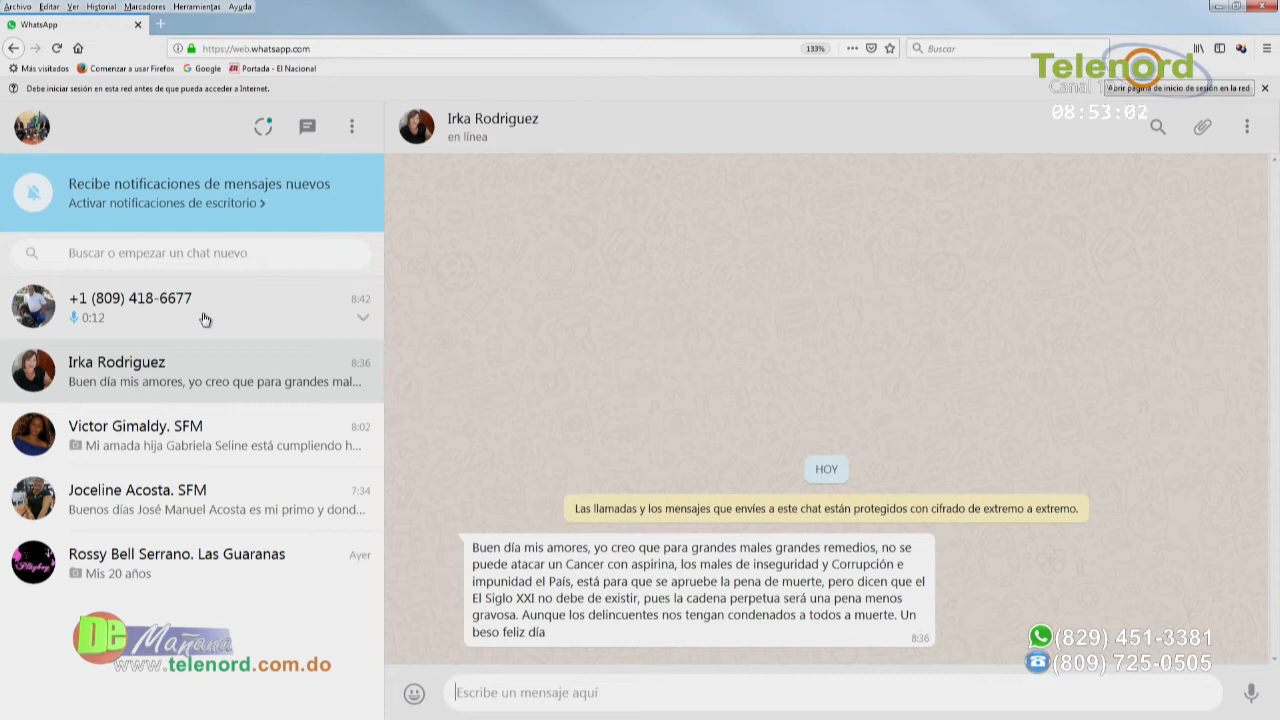 Archivo Editar Ver Historial Marcadores Herramientas Ayuda
WhatsApp
https://web.whatsapp.com
133%
Buscar
Más visitados Comenzar a usar Firefox Google Portada - El Nacional
Debe iniciar sesión en esta red antes de que pueda acceder a Internet.
Abrir página de inicio de sesión en la red
Telenord
Canal
08:53:02
Irka Rodriguez
en línea
Recibe notificaciones de mensajes nuevos
Activar notificaciones de escritorio >
Buscar o empezar un chat nuevo
+1 (809) 418-6677 8:42
0:12
Irka Rodriguez 8:36
Buen día mis amores, yo creo que para grandes mal...
Victor Gimaldy. SFM 8:02
Mi amada hija Gabriela Seline está cumpliendo h...
Joceline Acosta. SFM 7:34
Buenos días José Manuel Acosta es mi primo y dond...
Rossy Bell Serrano. Las Guaranas Ayer
Mis 20 años
De Mañana
www.telenord.com.do
HOY
Las llamadas y los mensajes que envíes a este chat están protegidos con cifrado de extremo a extremo.
Buen día mis amores, yo creo que para grandes males grandes remedios, no se
puede atacar un Cancer con aspirina, los males de inseguridad y Corrupción e
impunidad el País, está para que se apruebe la pena de muerte, pero dicen que el
El Siglo XXI no debe de existir, pues la cadena perpetua será una pena menos
gravosa. Aunque los delincuentes nos tengan condenados a todos a muerte. Un
beso feliz día
8:36
(829) 451-3381
(809) 725-0505
Escribe un mensaje aquí